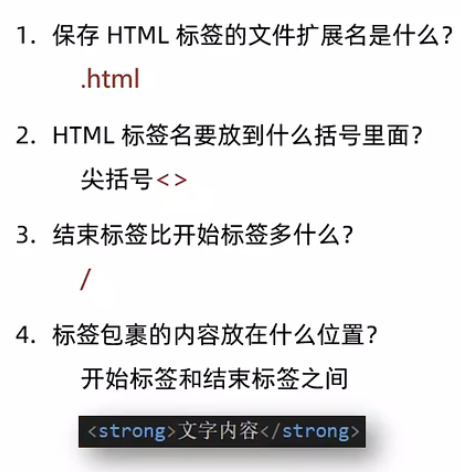 1. 保存 HTML 标签的文件扩展名是什么？
.html
2. HTML 标签名要放到什么括号里面？
尖括号<>
3. 结束标签比开始标签多什么？
/
4. 标签包裹的内容放在什么位置？
开始标签和结束标签之间
<strong>文字内容</strong>